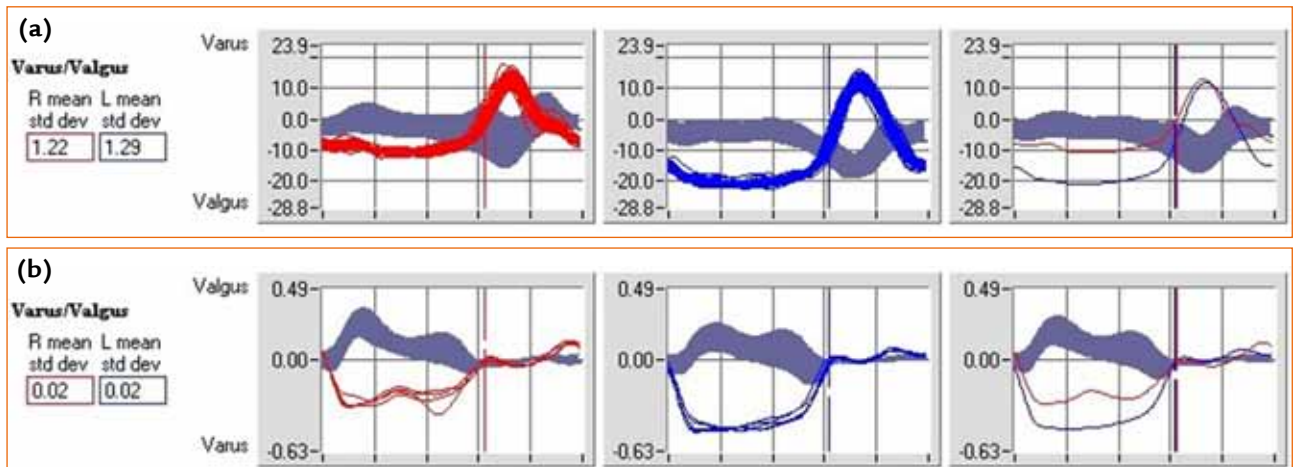 (a)
Varus/Valgus
R mean L mean
std dev std dev
1.22 1.29
Varus
Valgus
23.9
10.0
0.0
-10.0
-20.0
-28.8
23.9
10.0
0.0
-10.0
-20.0
-28.8
23.9
10.0
0.0
-10.0
-20.0
-28.8
(b)
Varus/Valgus
R mean L mean
std dev std dev
0.02 0.02
Valgus
Varus
0.49
0.00
-0.63
0.49
0.00
-0.63
0.49
0.00
-0.63